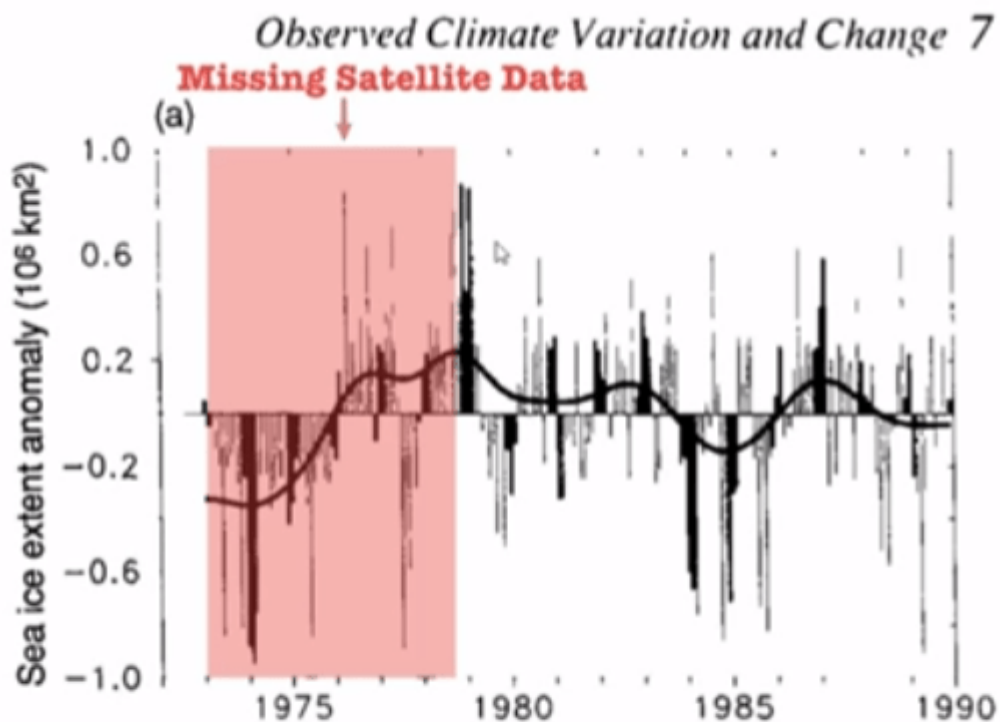 Observed Climate Variation and Change 7
Missing Satellite Data
(a)
Sea ice extent anomaly (10⁶ km²)
1.0
0.6
0.2
−0.2
−0.6
−1.0
1975 1980 1985 1990